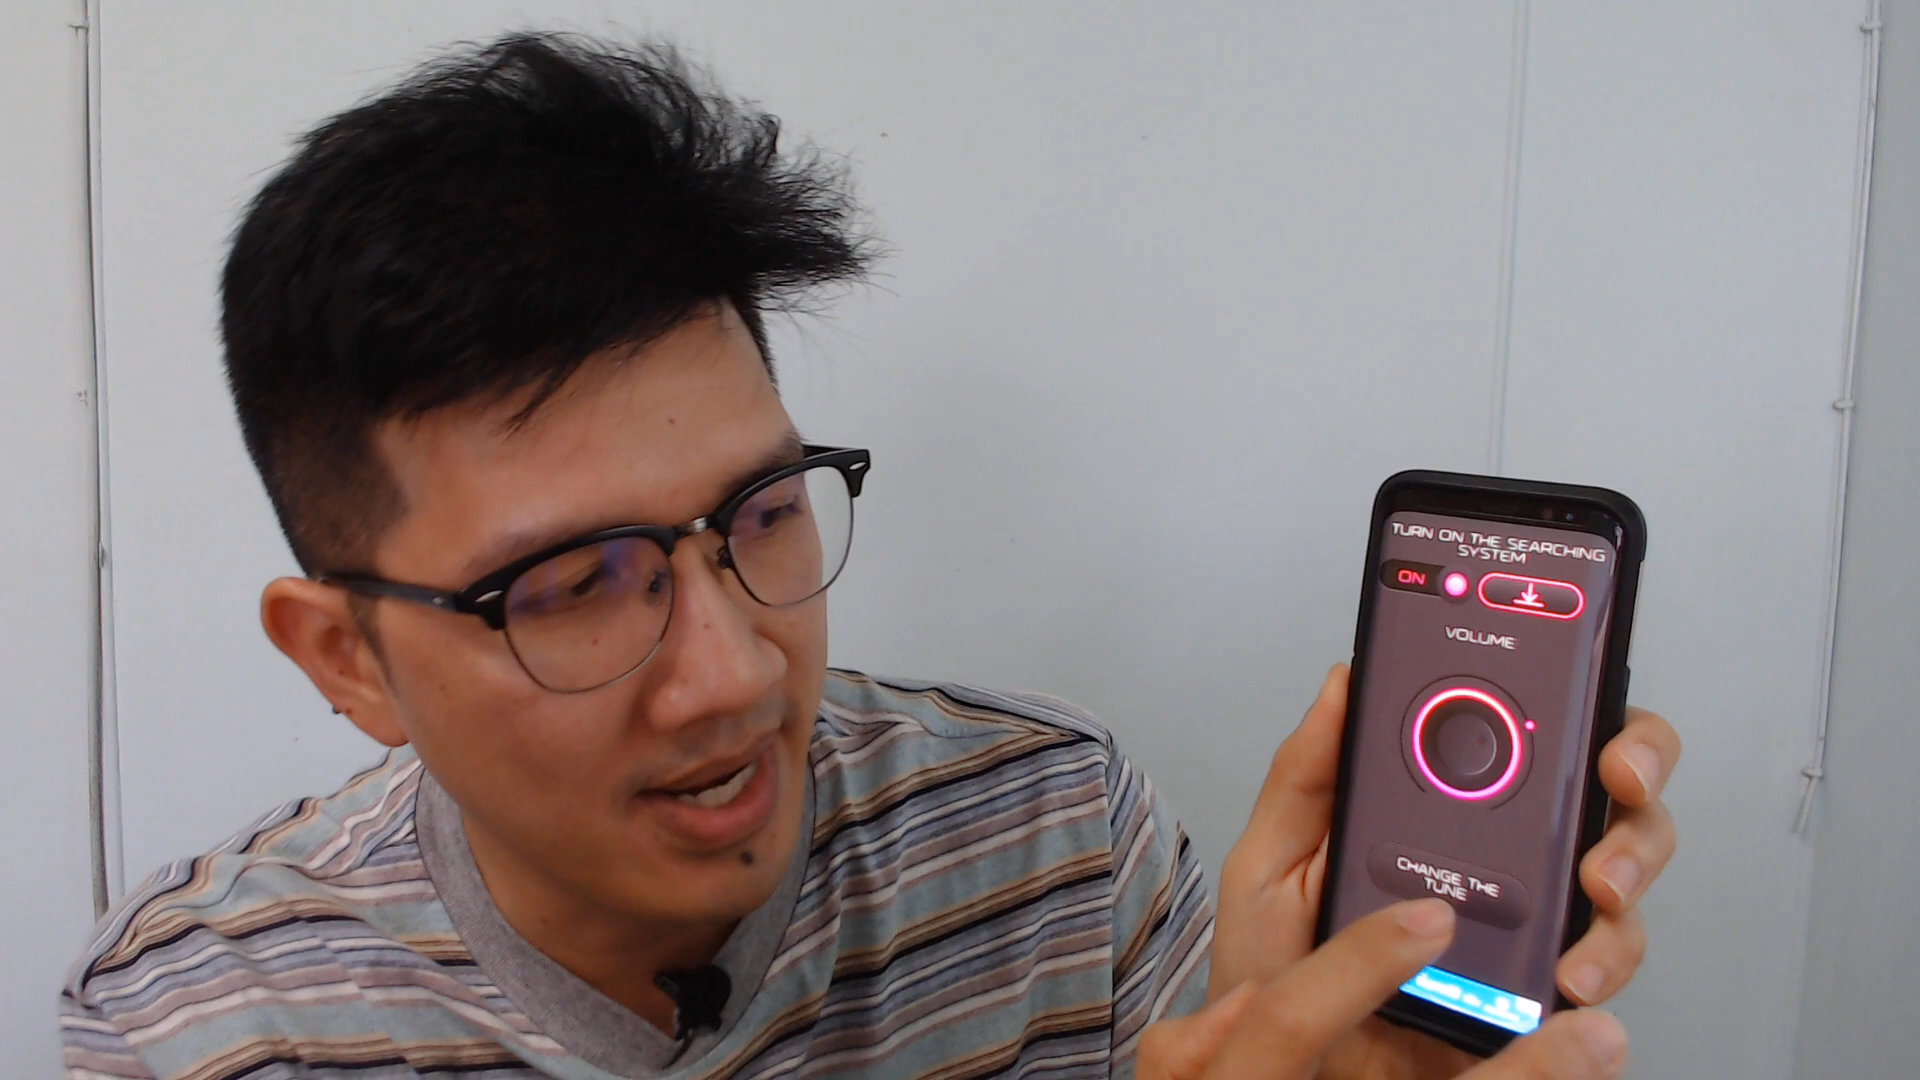 TURN ON THE SEARCHING
SYSTEM
ON
VOLUME
CHANGE THE
TUNE